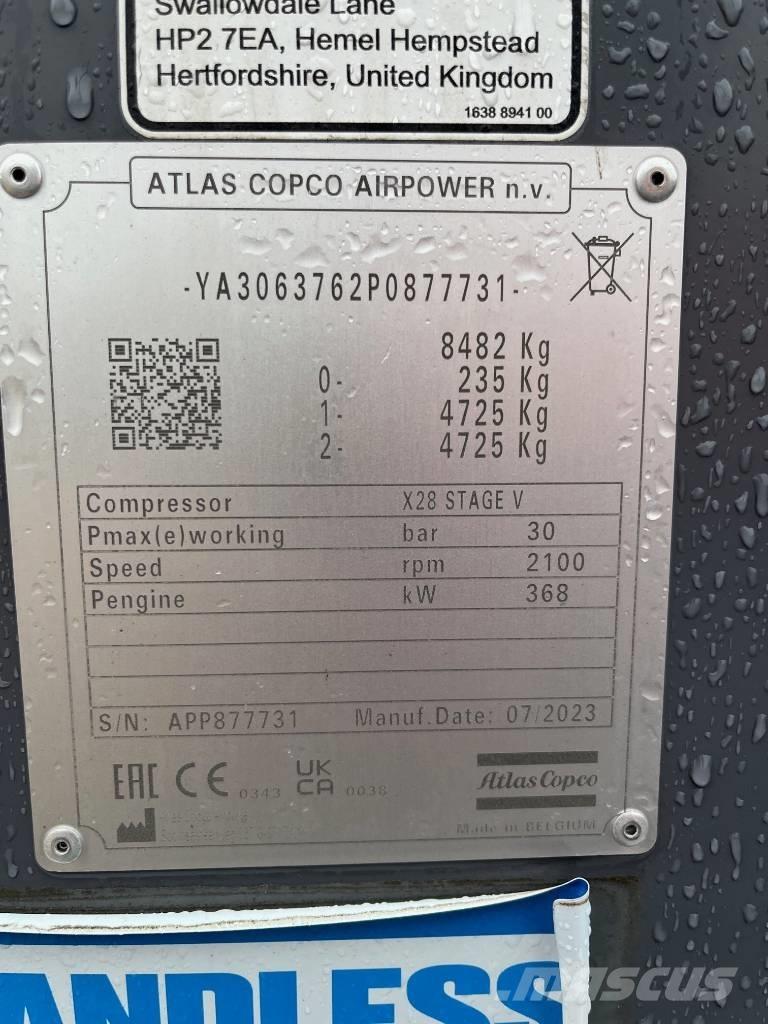 Swallowdale Lane
HP2 7EA, Hemel Hempstead
Hertfordshire, United Kingdom
1638 8941 00
ATLAS COPCO AIRPOWER n.v.
-YA3063762P0877731-
8482 Kg
0- 235 Kg
1- 4725 Kg
2- 4725 Kg
Compressor X28 STAGE V
Pmax(e)working bar 30
Speed rpm 2100
Pengine kW 368
S/N: APP877731 Manuf.Date: 07/2023
EAC CE 0343 UK CA 0038
Atlas Copco
Made in BELGIUM
ANDLESS
MASCUS